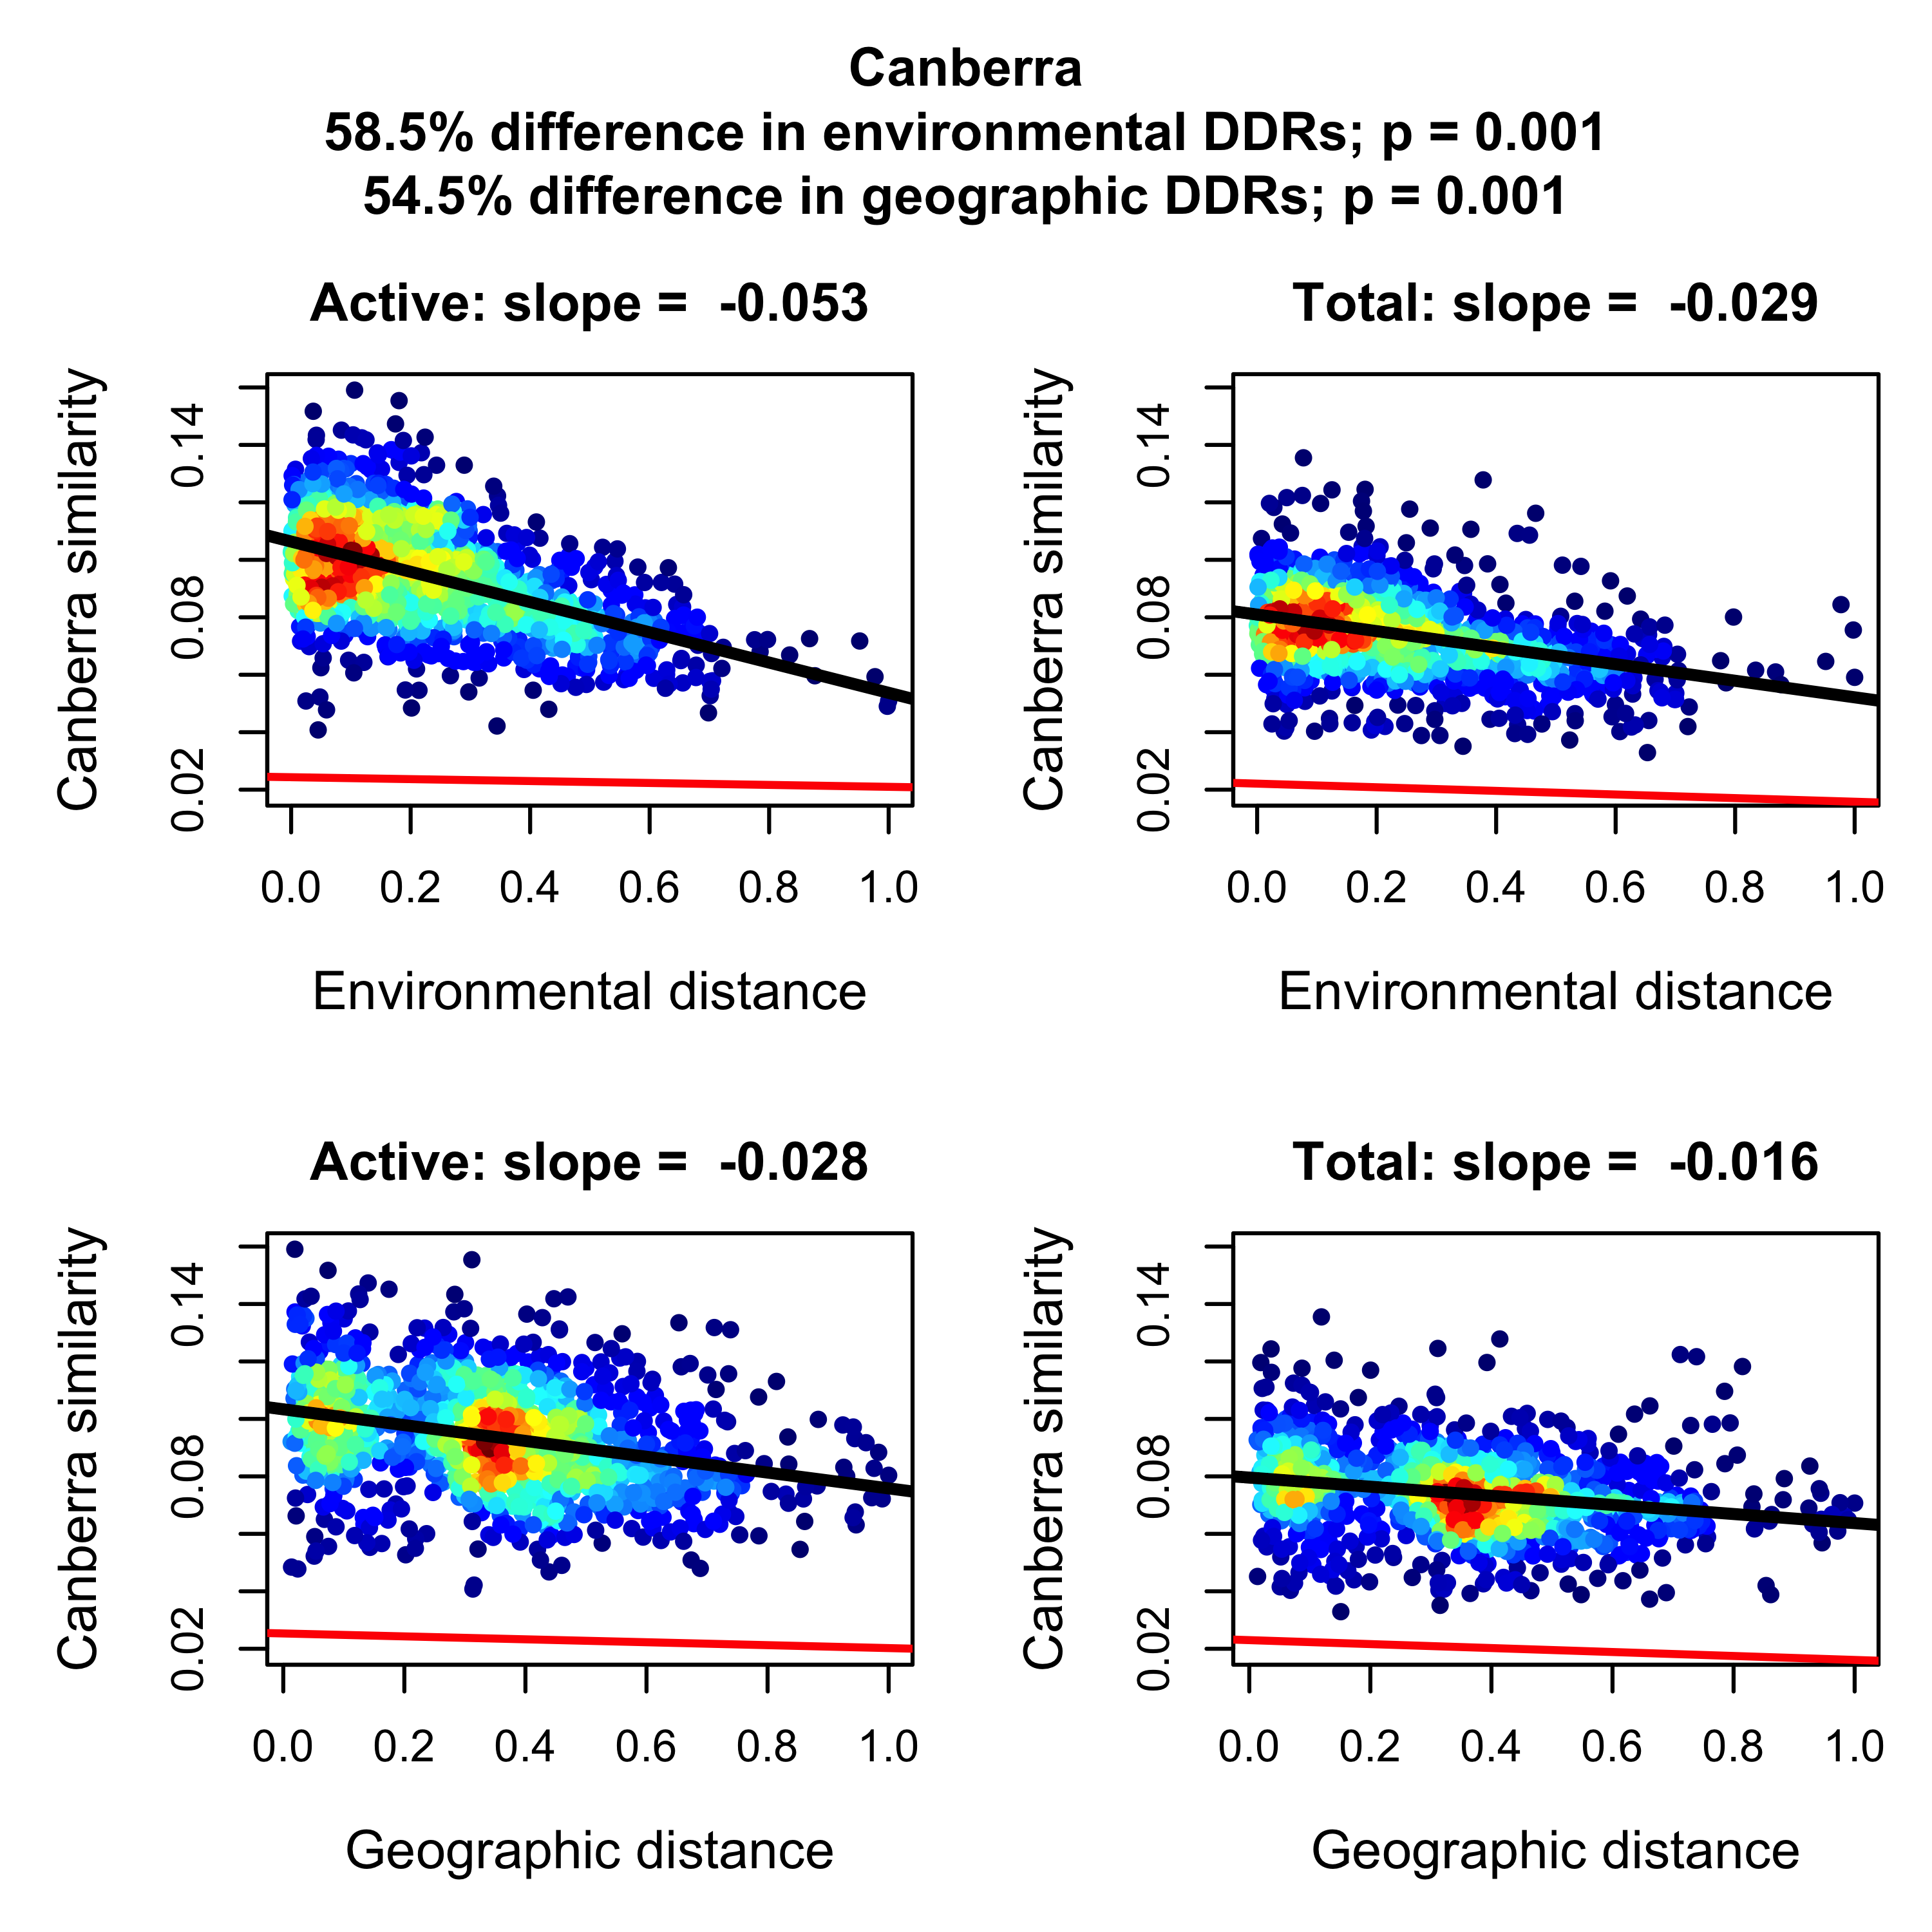 Canberra
58.5% difference in environmental DDRs; p = 0.001
54.5% difference in geographic DDRs; p = 0.001
Active: slope =  -0.053
Canberra similarity
0.14
0.08
0.02
0.0 0.2 0.4 0.6 0.8 1.0
Environmental distance
Total: slope =  -0.029
Canberra similarity
0.14
0.08
0.02
0.0 0.2 0.4 0.6 0.8 1.0
Environmental distance
Active: slope =  -0.028
Canberra similarity
0.14
0.08
0.02
0.0 0.2 0.4 0.6 0.8 1.0
Geographic distance
Total: slope =  -0.016
Canberra similarity
0.14
0.08
0.02
0.0 0.2 0.4 0.6 0.8 1.0
Geographic distance